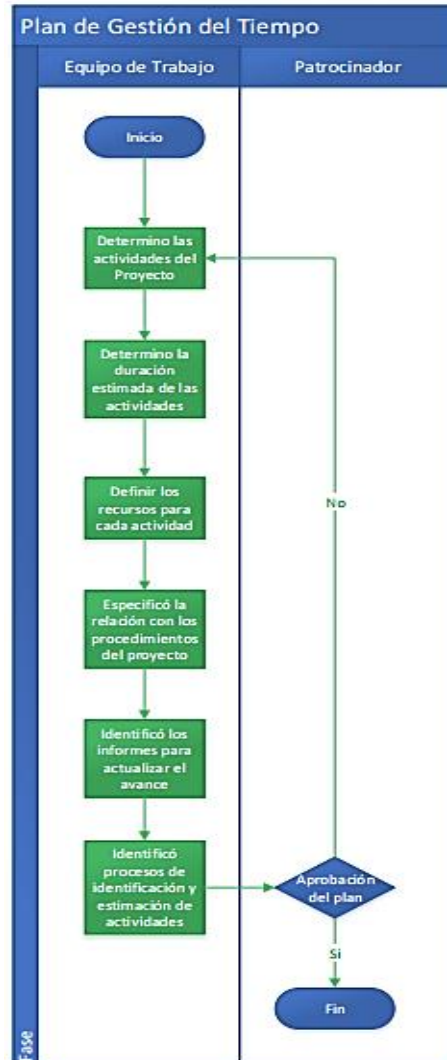 Plan de Gestión del Tiempo
Equipo de Trabajo
Patrocinador
Inicio
Determino las
actividades del
Proyecto
Determino la
duración
estimada de las
actividades
Definir los
recursos para
cada actividad
No
Especificó la
relación con los
procedimientos
del proyecto
Identificó los
informes para
actualizar el
avance
Identificó
procesos de
identificación y
estimación de
actividades
Aprobación
del plan
Si
Fin
Fase